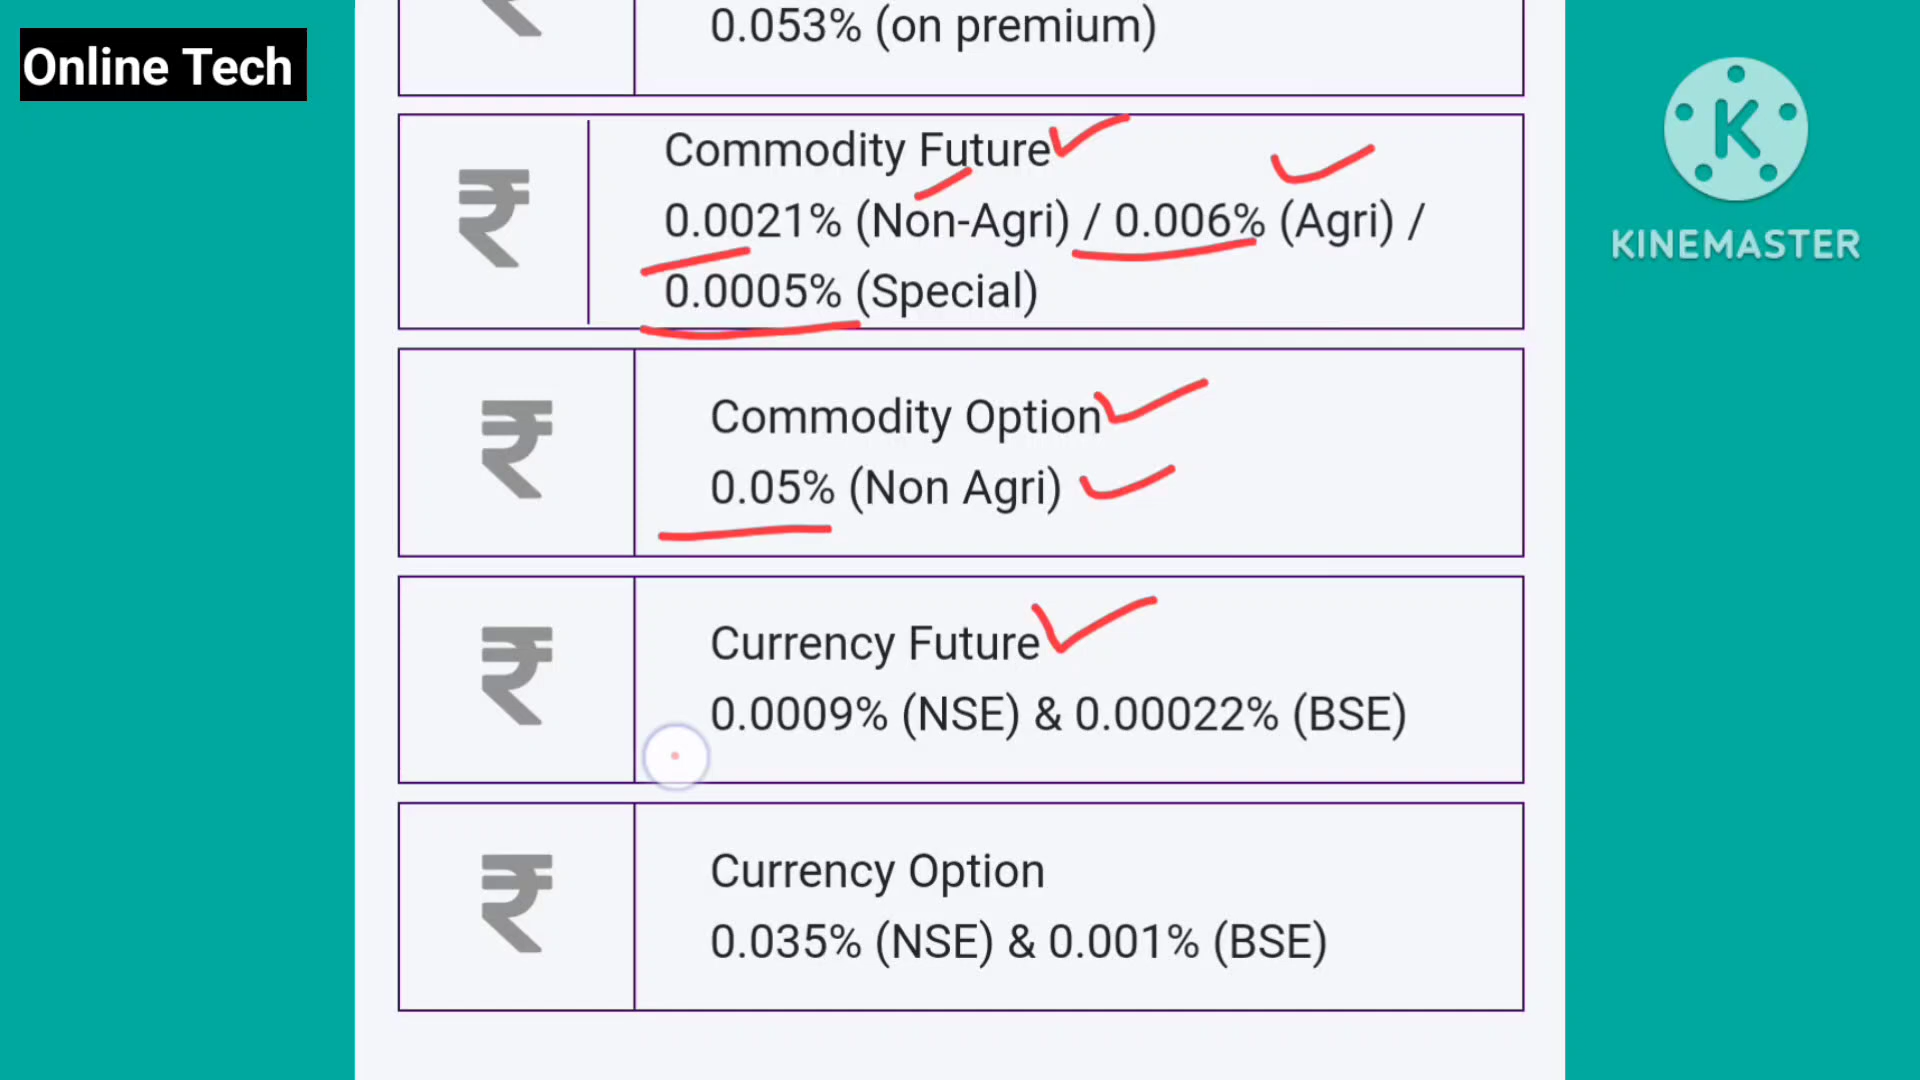 Online Tech
0.053% (on premium)
Commodity Future
0.0021% (Non-Agri) / 0.006% (Agri) /
0.0005% (Special)
Commodity Option
0.05% (Non Agri)
Currency Future
0.0009% (NSE) & 0.00022% (BSE)
Currency Option
0.035% (NSE) & 0.001% (BSE)
K
KINEMASTER